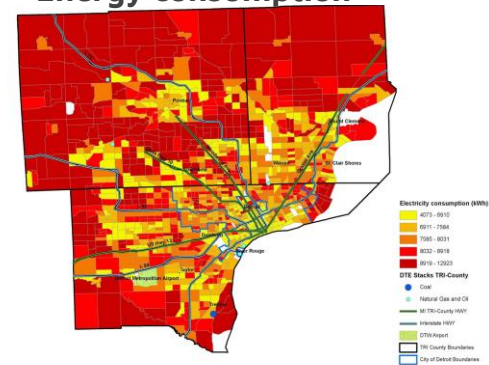 Energy consumption
Pontiac
Mount Clemens
Warren
St Clair Shores
River Rouge
Taylor
Metropolitan Airport
Trenton
Electricity consumption (kWh)
4073 - 6910
6911 - 7564
7565 - 8031
8032 - 8918
8919 - 12923
DTE Stacks TRI-County
Coal
Natural Gas and Oil
MI TRI-County HWY
Interstate HWY
DTW Airport
TRI County Boundaries
City of Detroit Boundaries